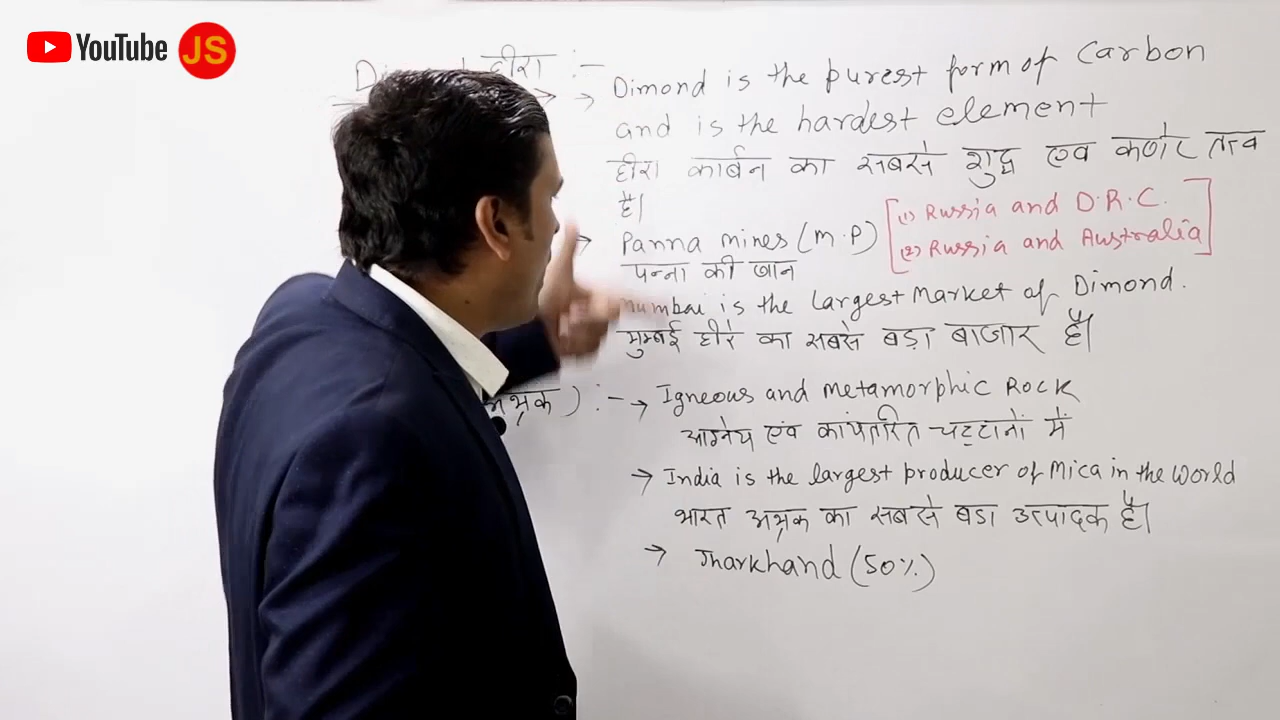 YouTube JS
हीरा :-
→ Dimond is the purest form of Carbon
and is the hardest element
हीरा कार्बन का सबसे शुद्ध एव कठोर तत्व
है।
→ Panna mines (M.P)
पन्ना की खान
[(1) Russia and D.R.C.
(2) Russia and Australia]
Mumbai is the largest Market of Dimond.
मुम्बई हीरे का सबसे बड़ा बाजार है।
अभ्रक) :- → Igneous and metamorphic Rock
आग्नेय एंव कायंतरित चट्टानों में
→ India is the largest producer of Mica in the World
भारत अभ्रक का सबसे बडा उत्पादक है।
→ Jharkhand (50%)